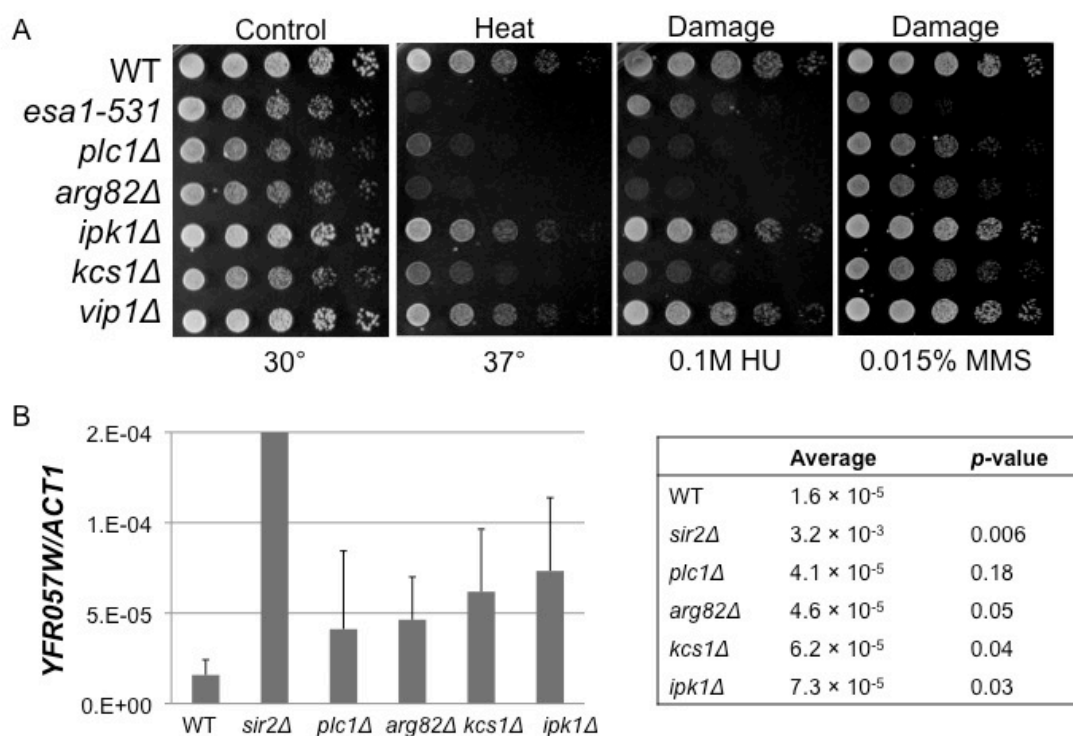 A
Control Heat Damage Damage
WT
esa1-531
plc1Δ
arg82Δ
ipk1Δ
kcs1Δ
vip1Δ
30° 37° 0.1M HU 0.015% MMS
B
YFR057W/ACT1
2.E-04
1.E-04
5.E-05
0.E+00
WT sir2Δ plc1Δ arg82Δ kcs1Δ ipk1Δ
Average p-value
WT 1.6 × 10⁻⁵
sir2Δ 3.2 × 10⁻³ 0.006
plc1Δ 4.1 × 10⁻⁵ 0.18
arg82Δ 4.6 × 10⁻⁵ 0.05
kcs1Δ 6.2 × 10⁻⁵ 0.04
ipk1Δ 7.3 × 10⁻⁵ 0.03